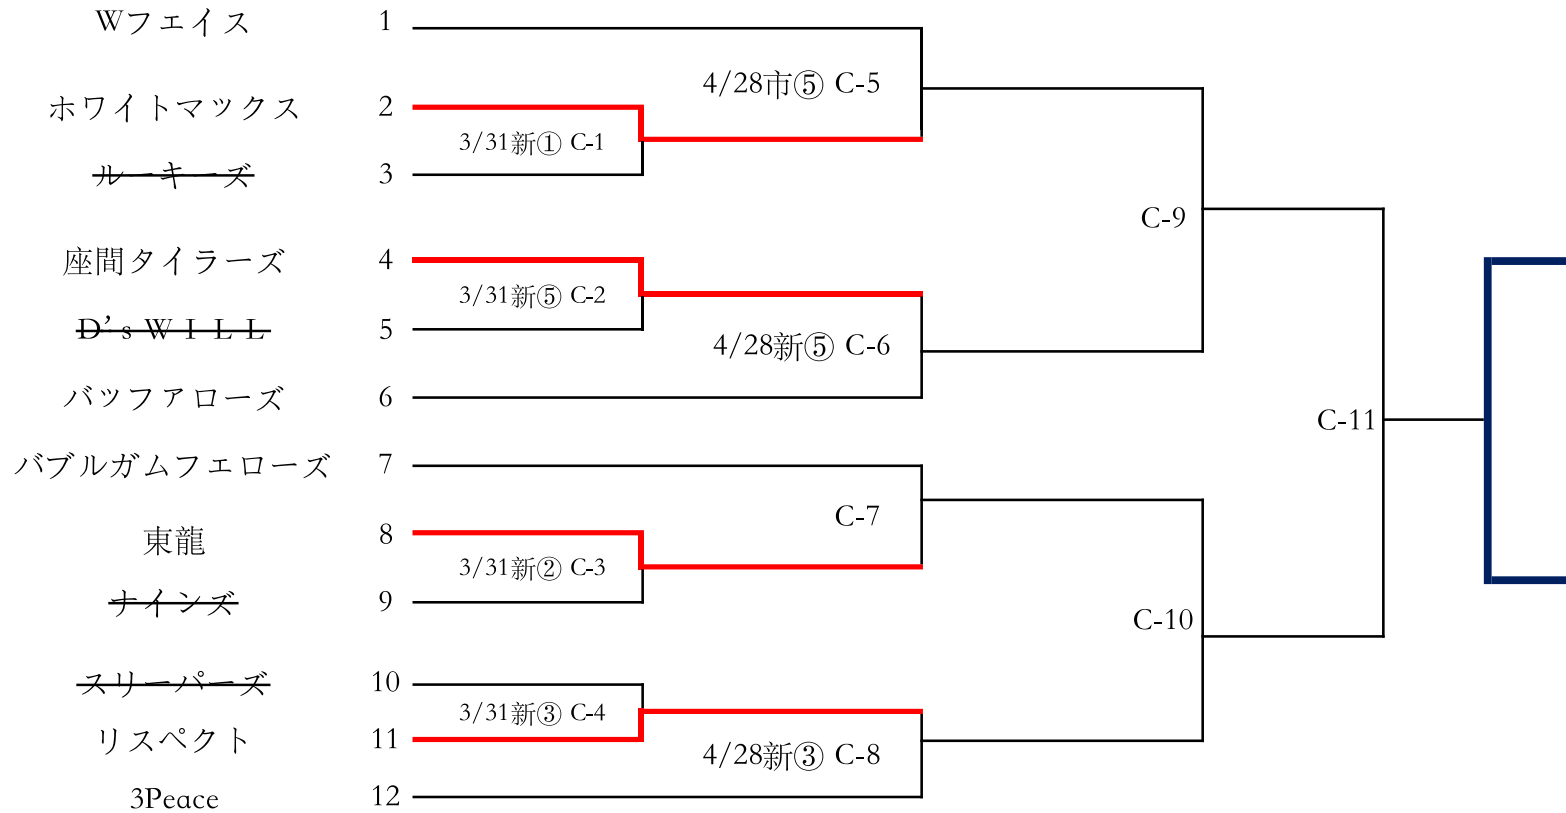 Wフェイス 1
4/28市⑤ C-5
ホワイトマックス 2
3/31新① C-1
ルーキーズ 3
C-9
座間タイラーズ 4
3/31新⑤ C-2
D’s W I L L 5
4/28新⑤ C-6
バッファローズ 6
C-11
バブルガムフェローズ 7
C-7
東龍 8
3/31新② C-3
ナインズ 9
C-10
スリーパーズ 10
3/31新③ C-4
リスペクト 11
4/28新③ C-8
3Peace 12